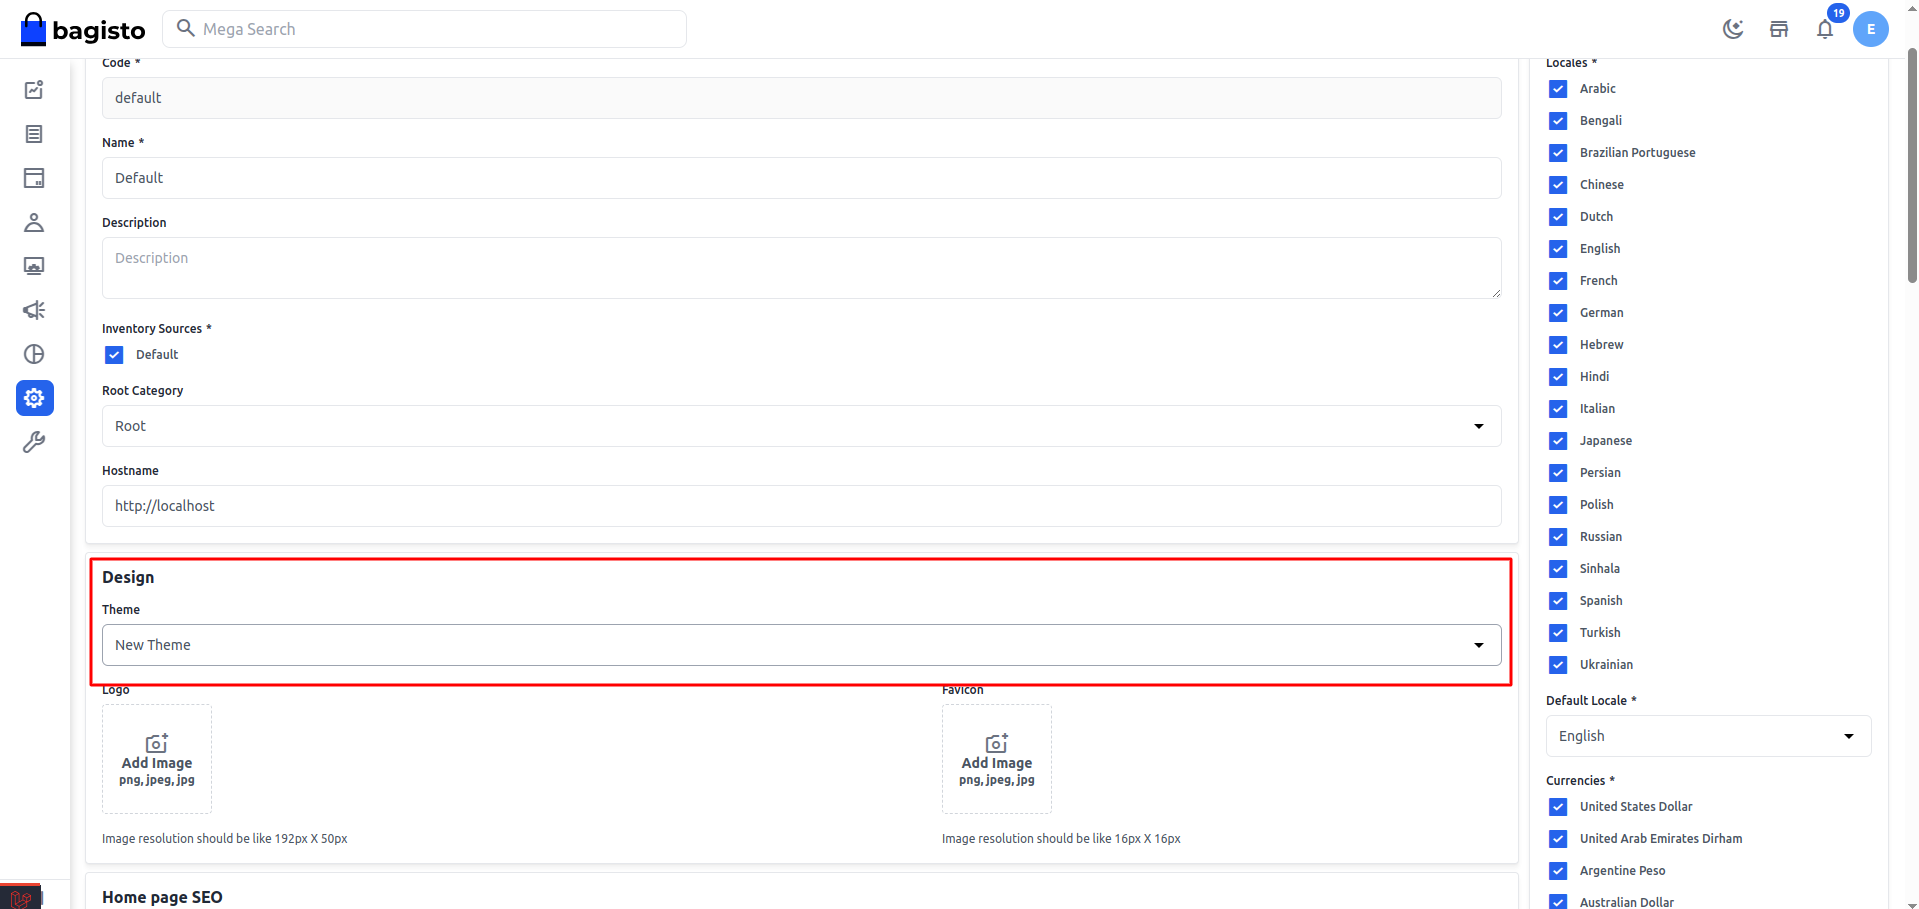 bagisto
Mega Search
19
E
Code *
default
Name *
Default
Description
Description
Inventory Sources *
Default
Root Category
Root
Hostname
http://localhost
Design
Theme
New Theme
Logo
Add Image
png, jpeg, jpg
Image resolution should be like 192px X 50px
Favicon
Add Image
png, jpeg, jpg
Image resolution should be like 16px X 16px
Home page SEO
Locales *
Arabic
Bengali
Brazilian Portuguese
Chinese
Dutch
English
French
German
Hebrew
Hindi
Italian
Japanese
Persian
Polish
Russian
Sinhala
Spanish
Turkish
Ukrainian
Default Locale *
English
Currencies *
United States Dollar
United Arab Emirates Dirham
Argentine Peso
Australian Dollar